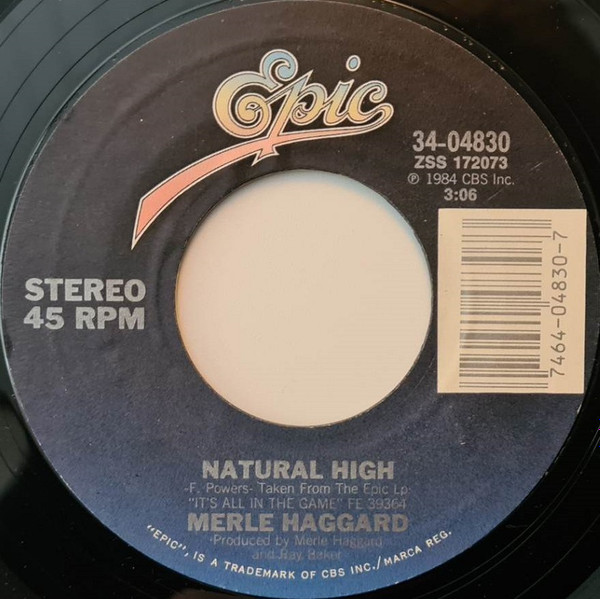 Epic
34-04830
ZSS 172073
℗ 1984 CBS Inc.
3:06
7464-04830-7
STEREO
45 RPM
NATURAL HIGH
-F. Powers- Taken From The Epic Lp
"IT'S ALL IN THE GAME" FE 39364
MERLE HAGGARD
-Produced by Merle Haggard
and Ray Baker-
"EPIC", IS A TRADEMARK OF CBS INC./MARCA REG.